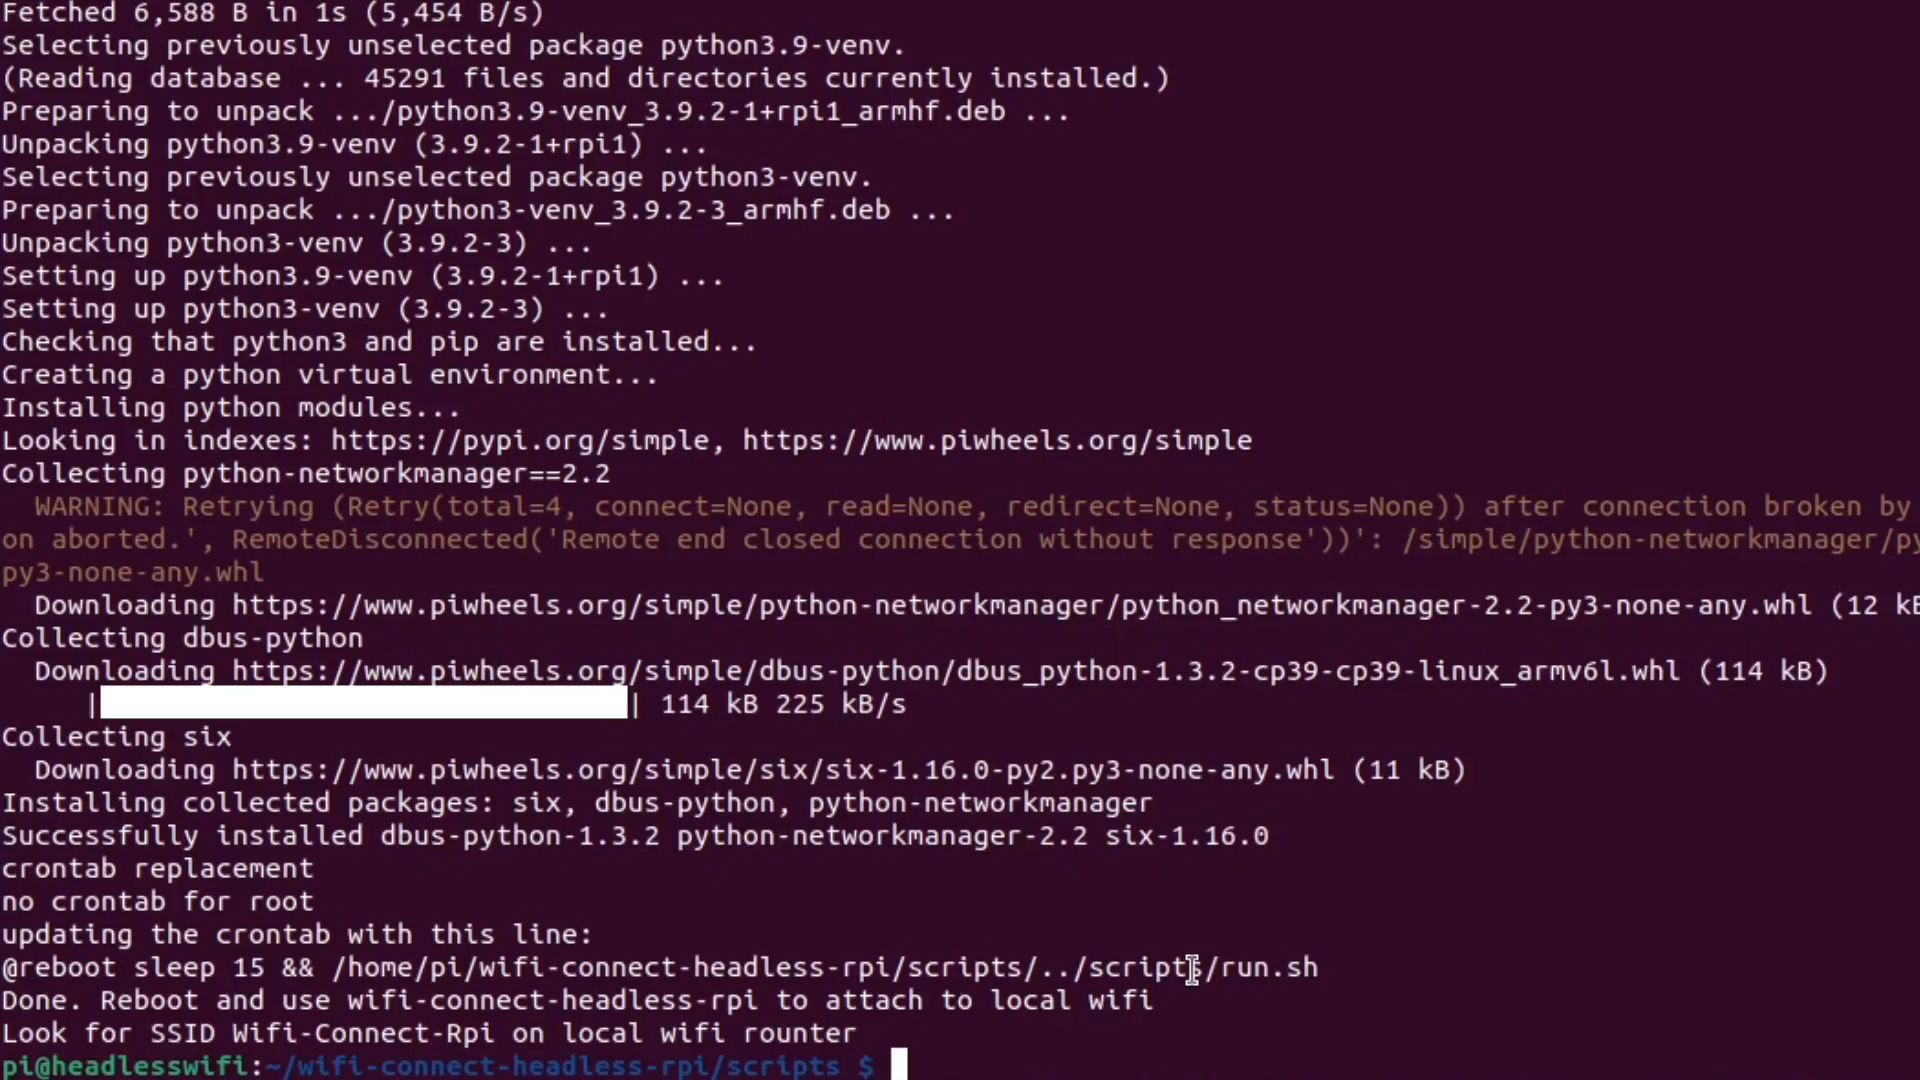 Fetched 6,588 B in 1s (5,454 B/s)
Selecting previously unselected package python3.9-venv.
(Reading database ... 45291 files and directories currently installed.)
Preparing to unpack .../python3.9-venv_3.9.2-1+rpi1_armhf.deb ...
Unpacking python3.9-venv (3.9.2-1+rpi1) ...
Selecting previously unselected package python3-venv.
Preparing to unpack .../python3-venv_3.9.2-3_armhf.deb ...
Unpacking python3-venv (3.9.2-3) ...
Setting up python3.9-venv (3.9.2-1+rpi1) ...
Setting up python3-venv (3.9.2-3) ...
Checking that python3 and pip are installed...
Creating a python virtual environment...
Installing python modules...
Looking in indexes: https://pypi.org/simple, https://www.piwheels.org/simple
Collecting python-networkmanager==2.2
  WARNING: Retrying (Retry(total=4, connect=None, read=None, redirect=None, status=None)) after connection broken by
on aborted.', RemoteDisconnected('Remote end closed connection without response'))': /simple/python-networkmanager/py
py3-none-any.whl
  Downloading https://www.piwheels.org/simple/python-networkmanager/python_networkmanager-2.2-py3-none-any.whl (12 kB
Collecting dbus-python
  Downloading https://www.piwheels.org/simple/dbus-python/dbus_python-1.3.2-cp39-cp39-linux_armv6l.whl (114 kB)
| | 114 kB 225 kB/s
Collecting six
  Downloading https://www.piwheels.org/simple/six/six-1.16.0-py2.py3-none-any.whl (11 kB)
Installing collected packages: six, dbus-python, python-networkmanager
Successfully installed dbus-python-1.3.2 python-networkmanager-2.2 six-1.16.0
crontab replacement
no crontab for root
updating the crontab with this line:
@reboot sleep 15 && /home/pi/wifi-connect-headless-rpi/scripts/../scripts/run.sh
Done. Reboot and use wifi-connect-headless-rpi to attach to local wifi
Look for SSID Wifi-Connect-Rpi on local wifi rounter
pi@headlesswifi:~/wifi-connect-headless-rpi/scripts $